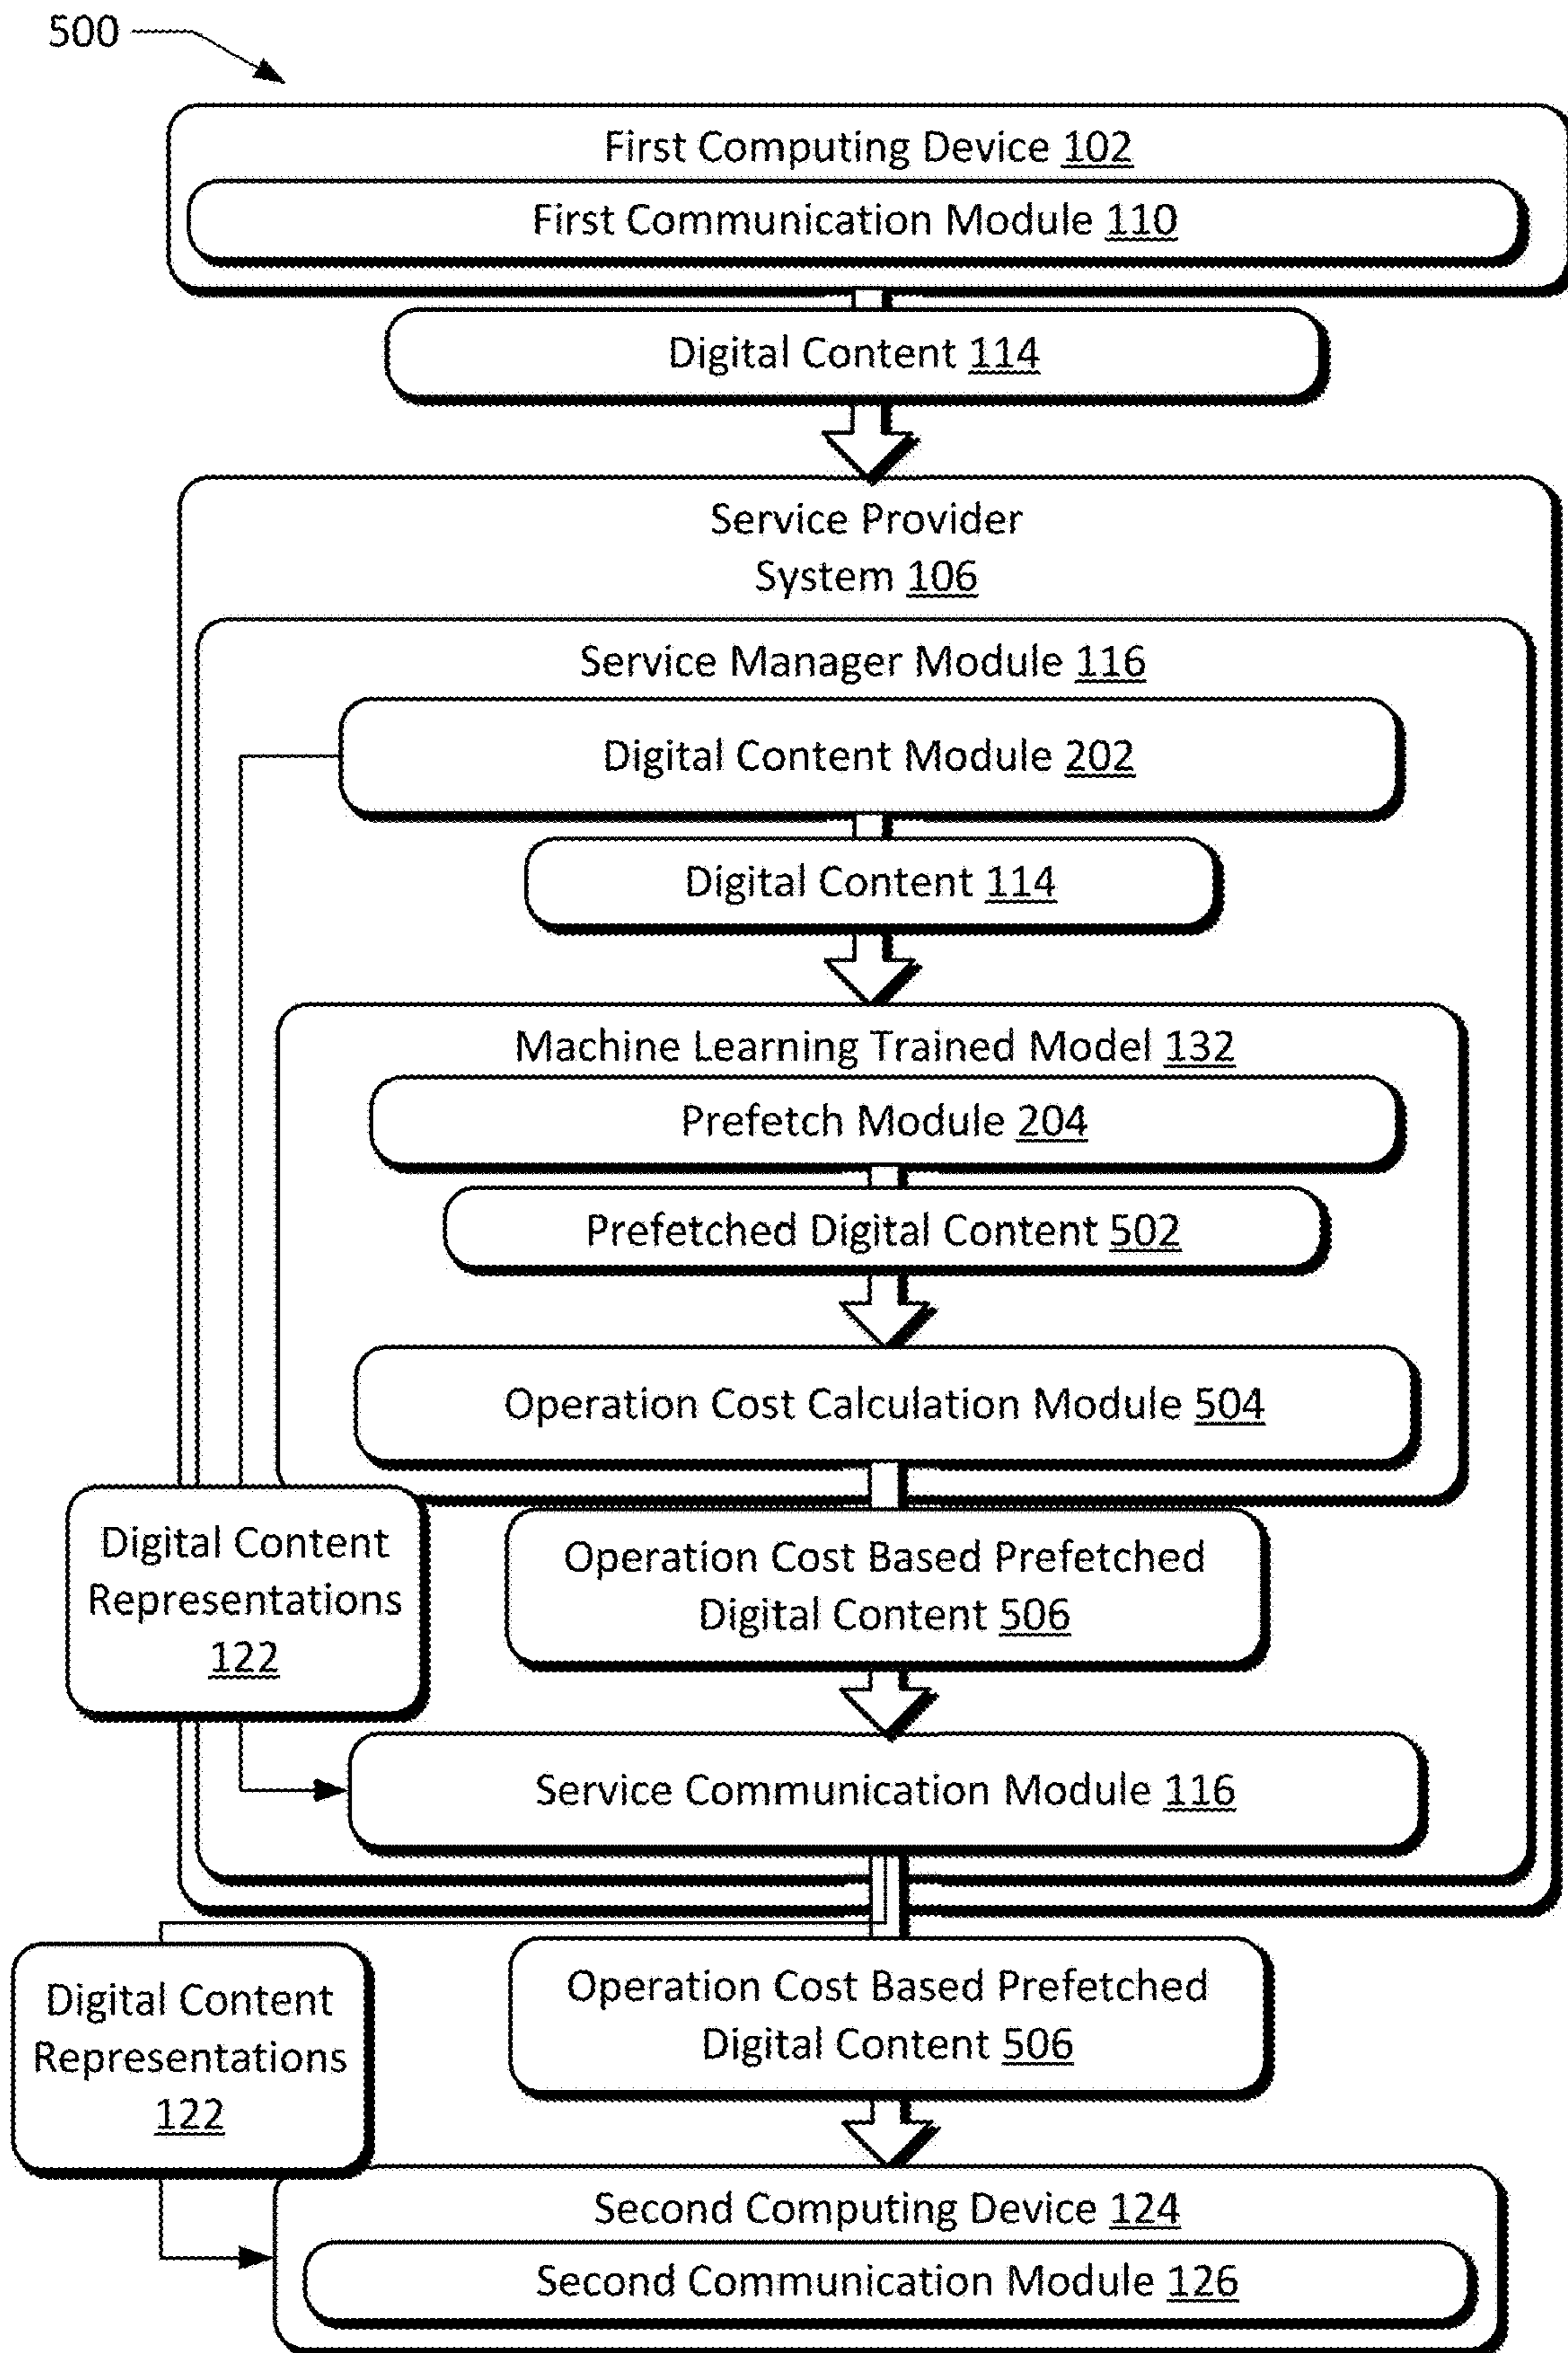 500
First Computing Device 102
First Communication Module 110
Digital Content 114
Service Provider
System 106
Service Manager Module 116
Digital Content Module 202
Digital Content 114
Machine Learning Trained Model 132
Prefetch Module 204
Prefetched Digital Content 502
Operation Cost Calculation Module 504
Digital Content
Representations
122
Operation Cost Based Prefetched
Digital Content 506
Service Communication Module 116
Digital Content
Representations
122
Operation Cost Based Prefetched
Digital Content 506
Second Computing Device 124
Second Communication Module 126